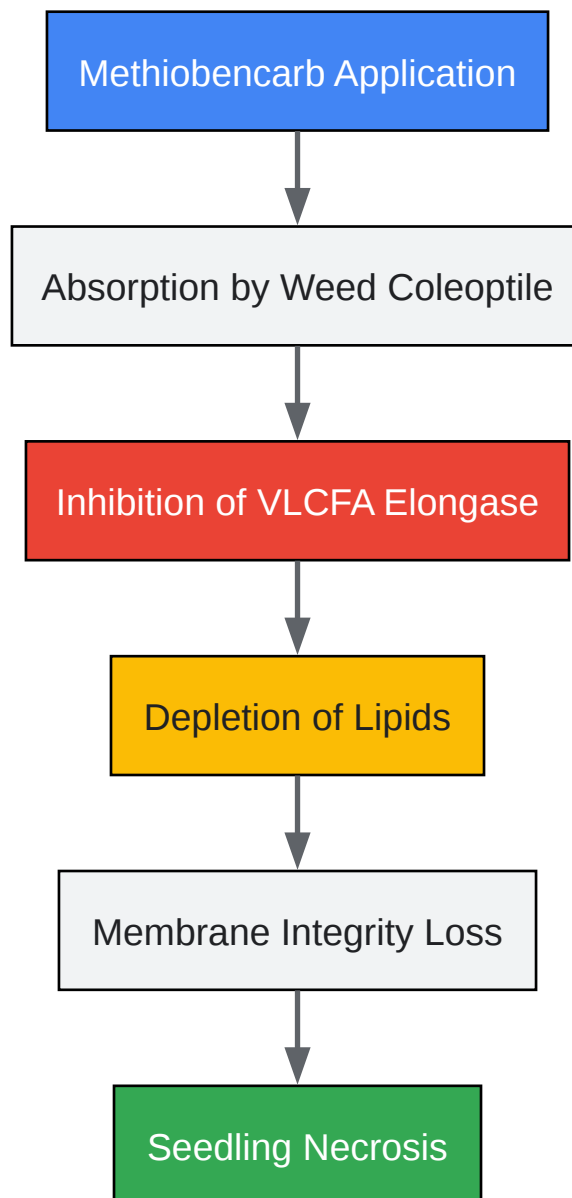 Methiobencarb Application
Absorption by Weed Coleoptile
Inhibition of VLCFA Elongase
Depletion of Lipids
Membrane Integrity Loss
Seedling Necrosis